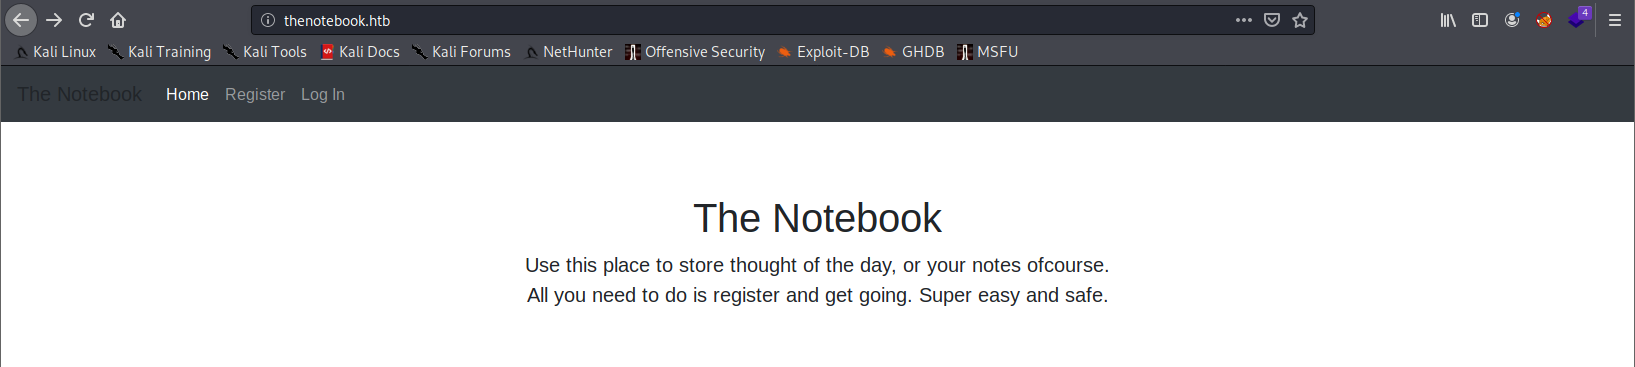 thenotebook.htb
4
Kali Linux Kali Training Kali Tools Kali Docs Kali Forums NetHunter Offensive Security Exploit-DB GHDB MSFU
The Notebook Home Register Log In
The Notebook
Use this place to store thought of the day, or your notes ofcourse.
All you need to do is register and get going. Super easy and safe.